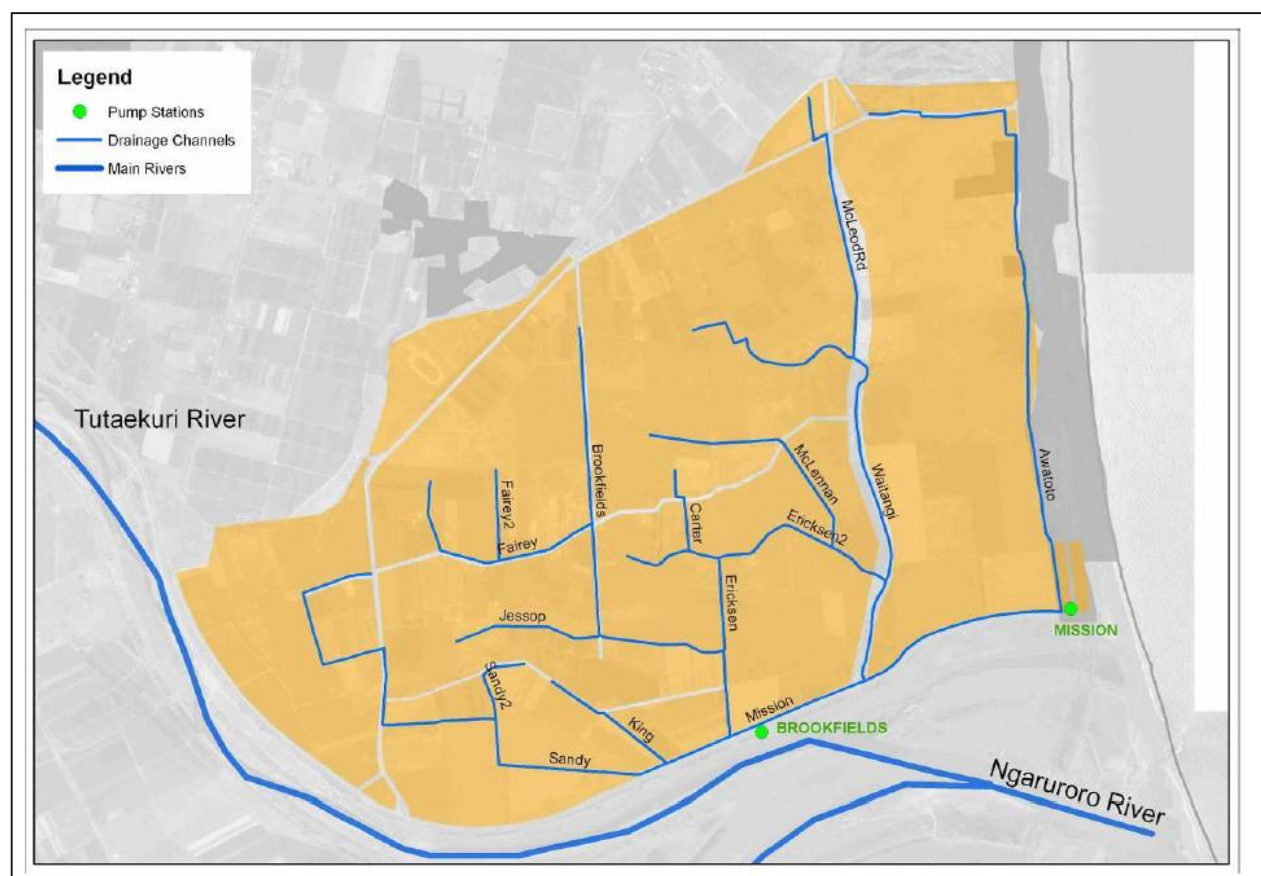 Legend
Pump Stations
Drainage Channels
Main Rivers
McLeodRd
Tutaekuri River
Brookfields
Fairey2
Fairey
Carter
McLennan
Ericksen2
Waitangi
Awatoto
Ericksen
Jessop
MISSION
Sandy2
King
Mission
BROOKFIELDS
Sandy
Ngaruroro River